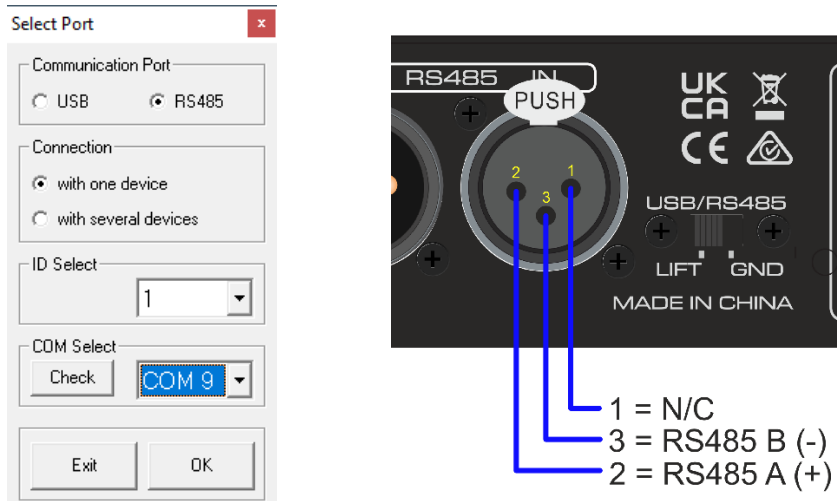 Select Port
x
Communication Port
USB
RS485
Connection
with one device
with several devices
ID Select
1
COM Select
Check
COM 9
Exit
OK
RS485 IN
PUSH
2
3
1
UK
CA
CE
USB/RS485
LIFT GND
MADE IN CHINA
1 = N/C
3 = RS485 B (-)
2 = RS485 A (+)